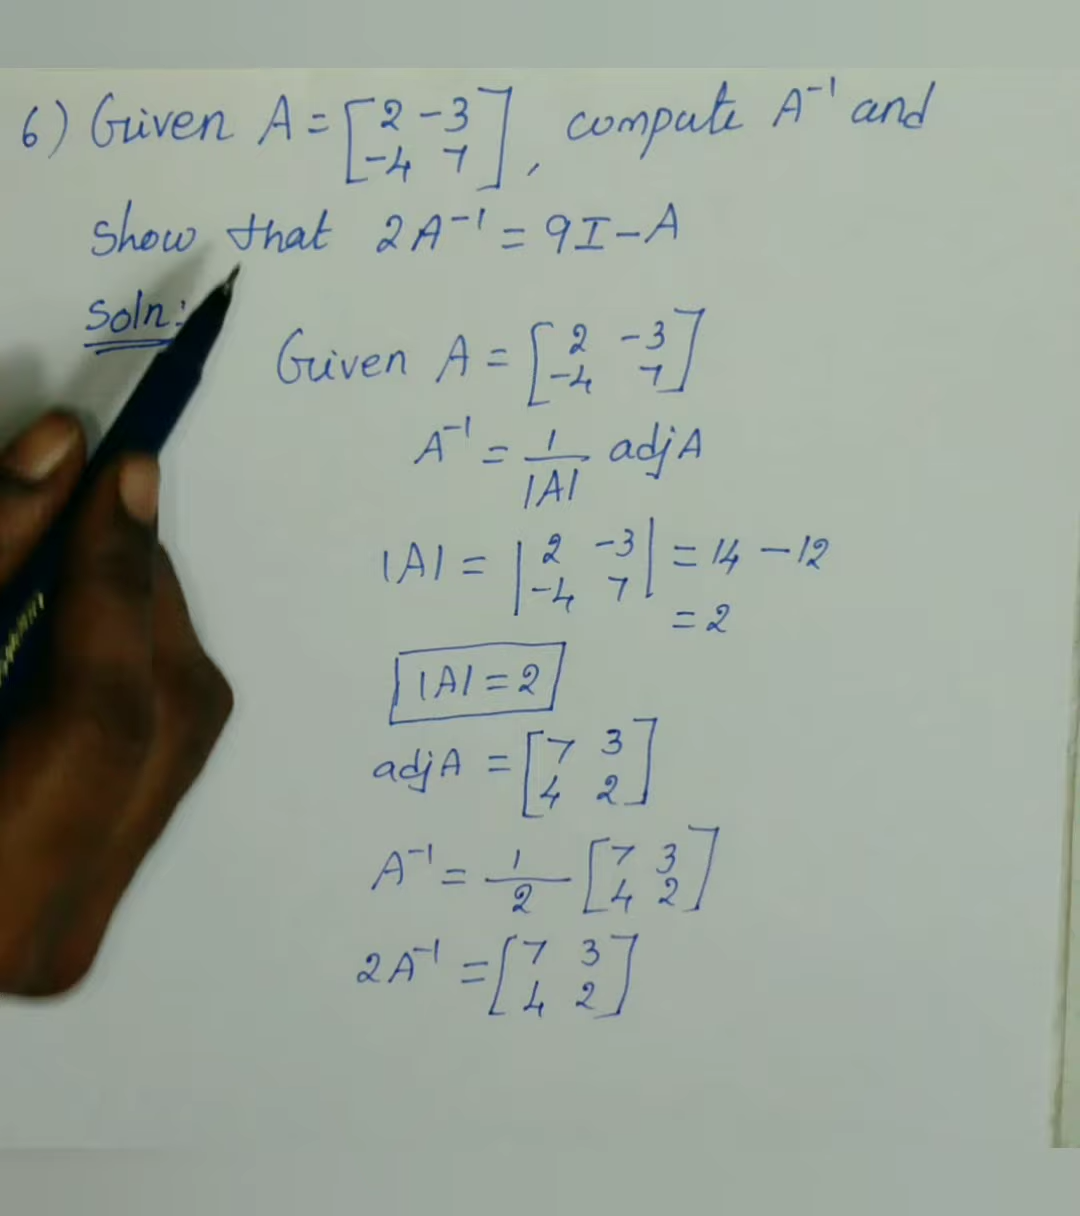 6) Given A = [2 -3
-4 7], compute A⁻¹ and
Show that 2A⁻¹ = 9I - A
Soln:
Given A = [2 -3
-4 7]
A⁻¹ = 1/|A| adjA
|A| = |2 -3
-4 7| = 14 - 12
= 2
|A| = 2
adjA = [7 3
4 2]
A⁻¹ = 1/2 [7 3
4 2]
2A⁻¹ = [7 3
4 2]